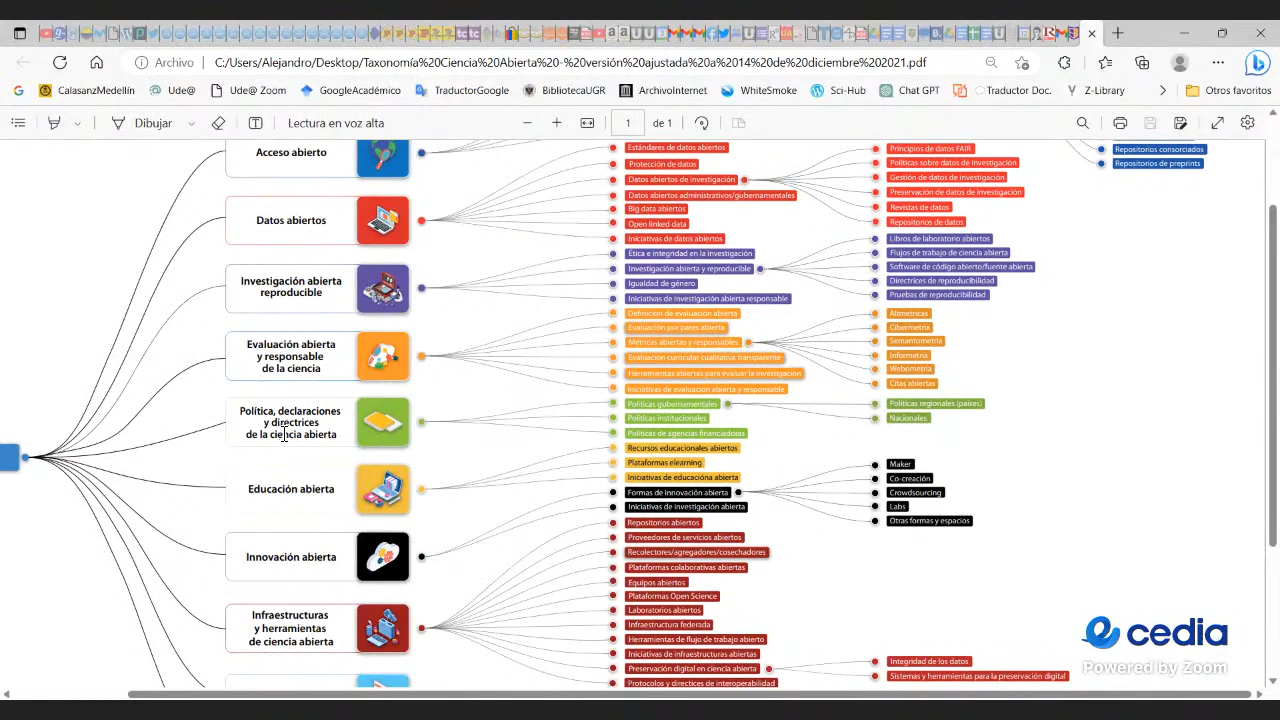 Archivo
C:/Users/Alejandro/Desktop/Taxonomía%20Ciencia%20Abierta%20-%20versión%20ajustada%20a%2014%20de%20diciembre%202021.pdf
G
CalasanzMedellín
Ude@
Ude@Zoom
GoogleAcadémico
TraductorGoogle
BibliotecaUGR
ArchivoInternet
WhiteSmoke
Sci-Hub
Chat GPT
Traductor Doc.
Z-Library
Otros favoritos
Dibujar
Lectura en voz alta
1 de 1
Acceso abierto
Datos abiertos
Investigación abierta
Evaluación abierta
y responsable
de la ciencia abierta
Educación abierta
Innovación abierta
Infraestructuras
y herramientas
de ciencia abierta
Estándares de datos abiertos
Protección de datos
Datos abiertos de investigación
Datos abiertos administrativos/gubernamentales
Big data abiertos
Open linked data
Iniciativas de datos abiertos
Ética e integridad en la investigación
Investigación abierta y reproducible
Igualdad de género
Iniciativas de investigación abierta responsable
Definición de evaluación abierta
Evaluación por pares abierta
Métricas abiertas y responsables
Evaluación curricular cualitativa transparente
Herramientas abiertas para evaluar la investigación
Iniciativas de evaluación abierta y responsable
Políticas gubernamentales
Políticas institucionales
Políticas de agencias financiadoras
Recursos educacionales abiertos
Plataformas elearning
Iniciativas de educacióna abierta
Formas de innovación abierta
Iniciativas de investigación abierta
Repositorios abiertos
Proveedores de servicios abiertos
Recolectores/agregadores/cosechadores
Plataformas colaborativas abiertas
Equipos abiertos
Plataformas Open Science
Laboratorios abiertos
Infraestructura federada
Herramientas de flujo de trabajo abierto
Iniciativas de infraestructuras abiertas
Preservación digital en ciencia abierta
Protocolos y directices de interoperabilidad
Principios de datos FAIR
Políticas sobre datos de investigación
Gestión de datos de investigación
Preservación de datos de investigación
Revistas de datos
Repositorios de datos
Libros de laboratorio abiertos
Flujos de trabajo de ciencia abierta
Software de código abierto/fuente abierta
Directrices de reproducibilidad
Pruebas de reproducibilidad
Altmetricas
Cibermetría
Semantometría
Informetría
Webometría
Citas abiertas
Políticas regionales (países)
Nacionales
Maker
Co-creación
Crowdsourcing
Labs
Otras formas y espacios
Integridad de los datos
Sistemas y herramientas para la preservación digital
Repositorios consorciados
Repositorios de preprints
cedia
Powered by Zoom